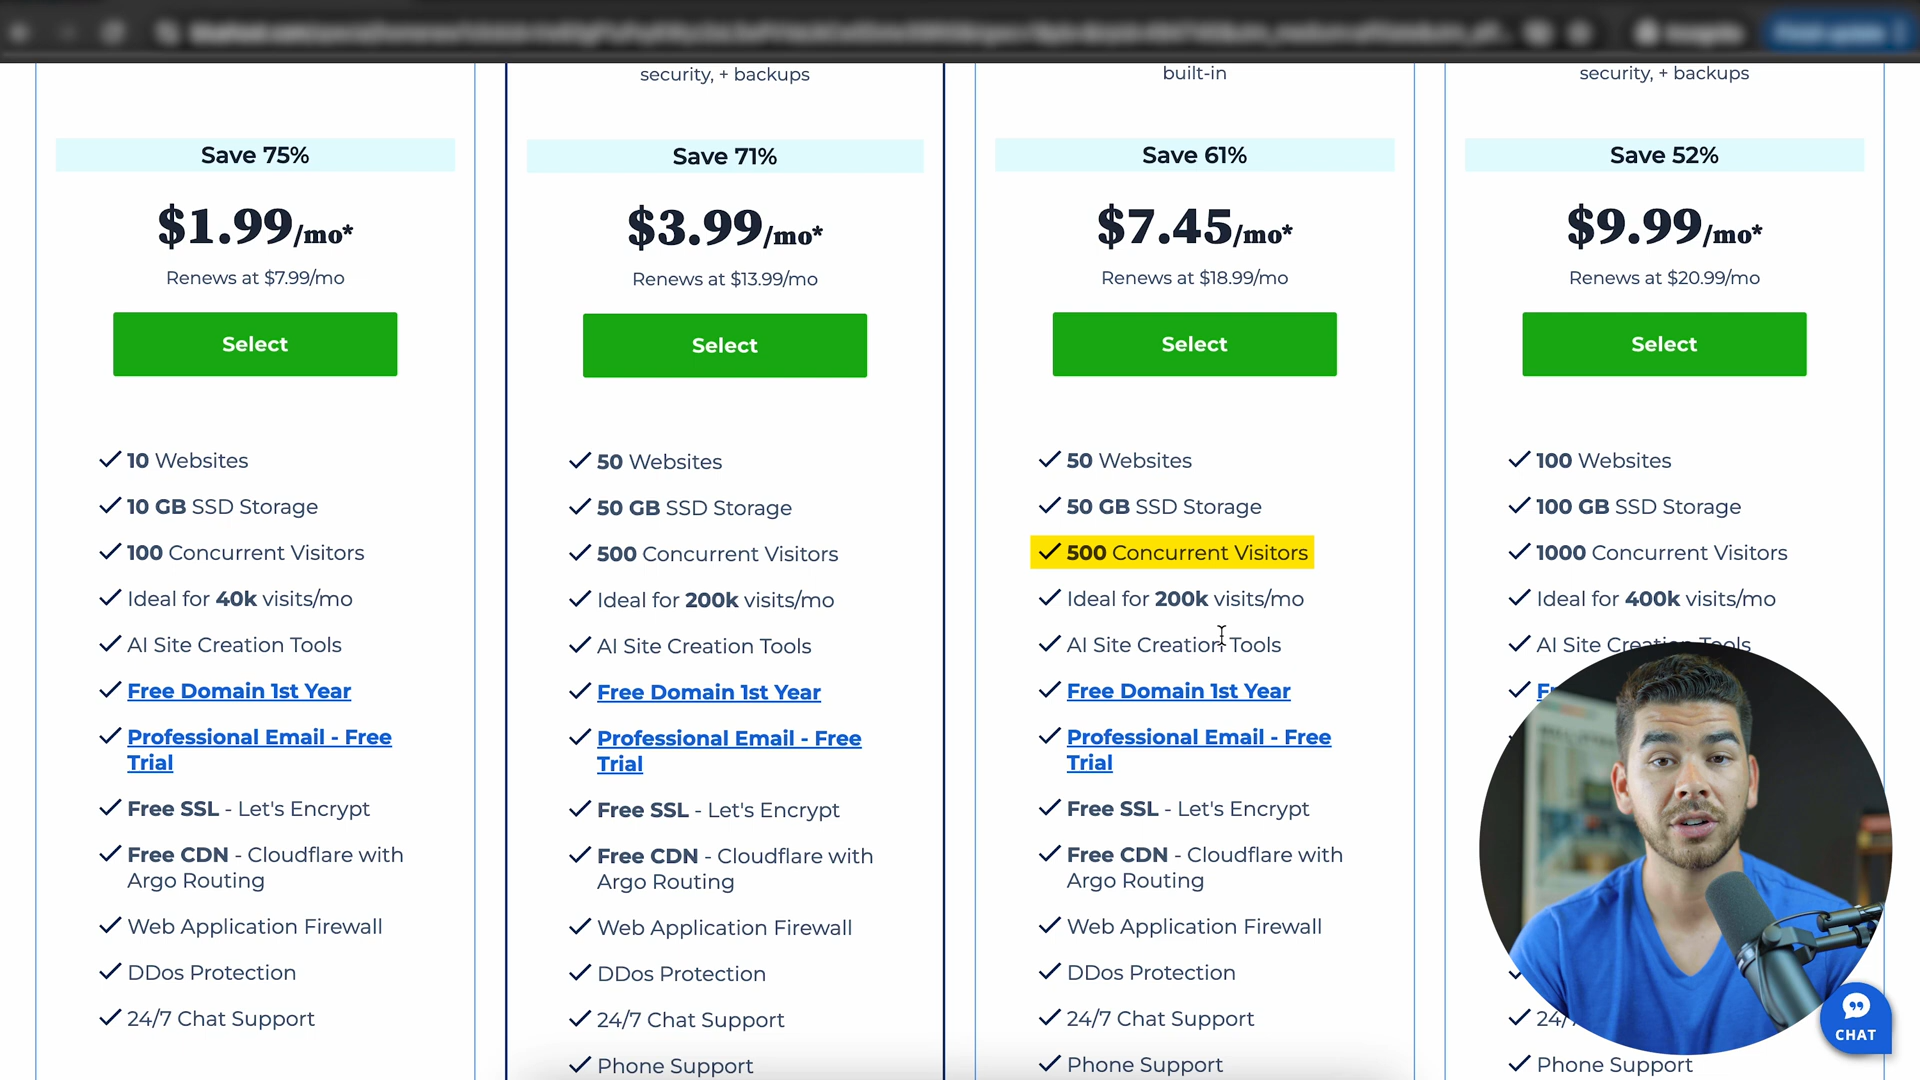 security, + backups
Save 75%
$1.99/mo*
Renews at $7.99/mo
Select
10 Websites
10 GB SSD Storage
100 Concurrent Visitors
Ideal for 40k visits/mo
AI Site Creation Tools
Free Domain 1st Year
Professional Email - Free
Trial
Free SSL - Let's Encrypt
Free CDN - Cloudflare with
Argo Routing
Web Application Firewall
DDos Protection
24/7 Chat Support
Save 71%
$3.99/mo*
Renews at $13.99/mo
Select
50 Websites
50 GB SSD Storage
500 Concurrent Visitors
Ideal for 200k visits/mo
AI Site Creation Tools
Free Domain 1st Year
Professional Email - Free
Trial
Free SSL - Let's Encrypt
Free CDN - Cloudflare with
Argo Routing
Web Application Firewall
DDos Protection
24/7 Chat Support
Phone Support
built-in
Save 61%
$7.45/mo*
Renews at $18.99/mo
Select
50 Websites
50 GB SSD Storage
500 Concurrent Visitors
Ideal for 200k visits/mo
AI Site Creation Tools
Free Domain 1st Year
Professional Email - Free
Trial
Free SSL - Let's Encrypt
Free CDN - Cloudflare with
Argo Routing
Web Application Firewall
DDos Protection
24/7 Chat Support
Phone Support
security, + backups
Save 52%
$9.99/mo*
Renews at $20.99/mo
Select
100 Websites
100 GB SSD Storage
1000 Concurrent Visitors
Ideal for 400k visits/mo
AI Site Creation Tools
24/
Phone Support
CHAT